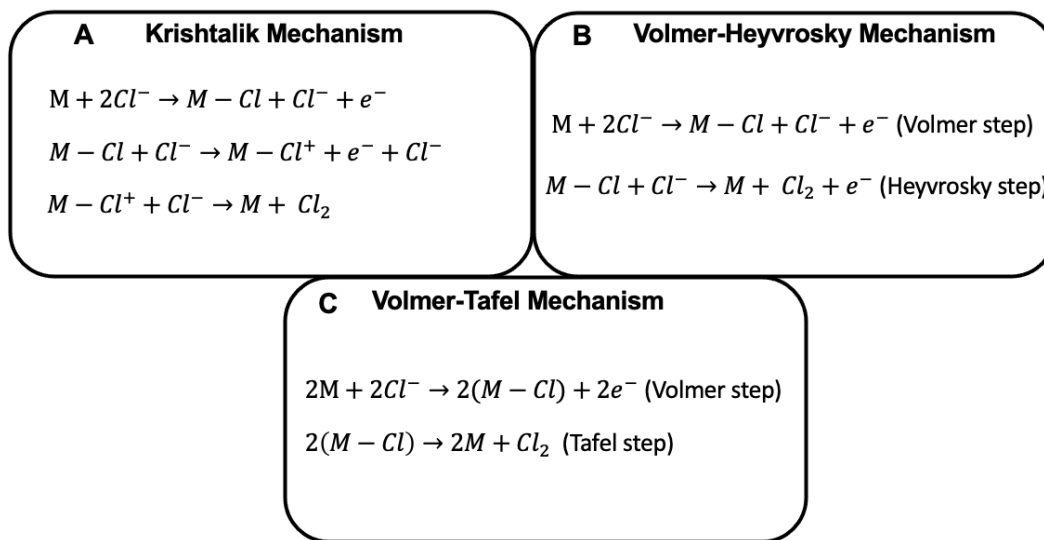 A Krishtalik Mechanism
M + 2Cl⁻ → M − Cl + Cl⁻ + e⁻
M − Cl + Cl⁻ → M − Cl⁺ + e⁻ + Cl⁻
M − Cl⁺ + Cl⁻ → M + Cl₂
B Volmer-Heyvrosky Mechanism
M + 2Cl⁻ → M − Cl + Cl⁻ + e⁻ (Volmer step)
M − Cl + Cl⁻ → M + Cl₂ + e⁻ (Heyvrosky step)
C Volmer-Tafel Mechanism
2M + 2Cl⁻ → 2(M − Cl) + 2e⁻ (Volmer step)
2(M − Cl) → 2M + Cl₂ (Tafel step)